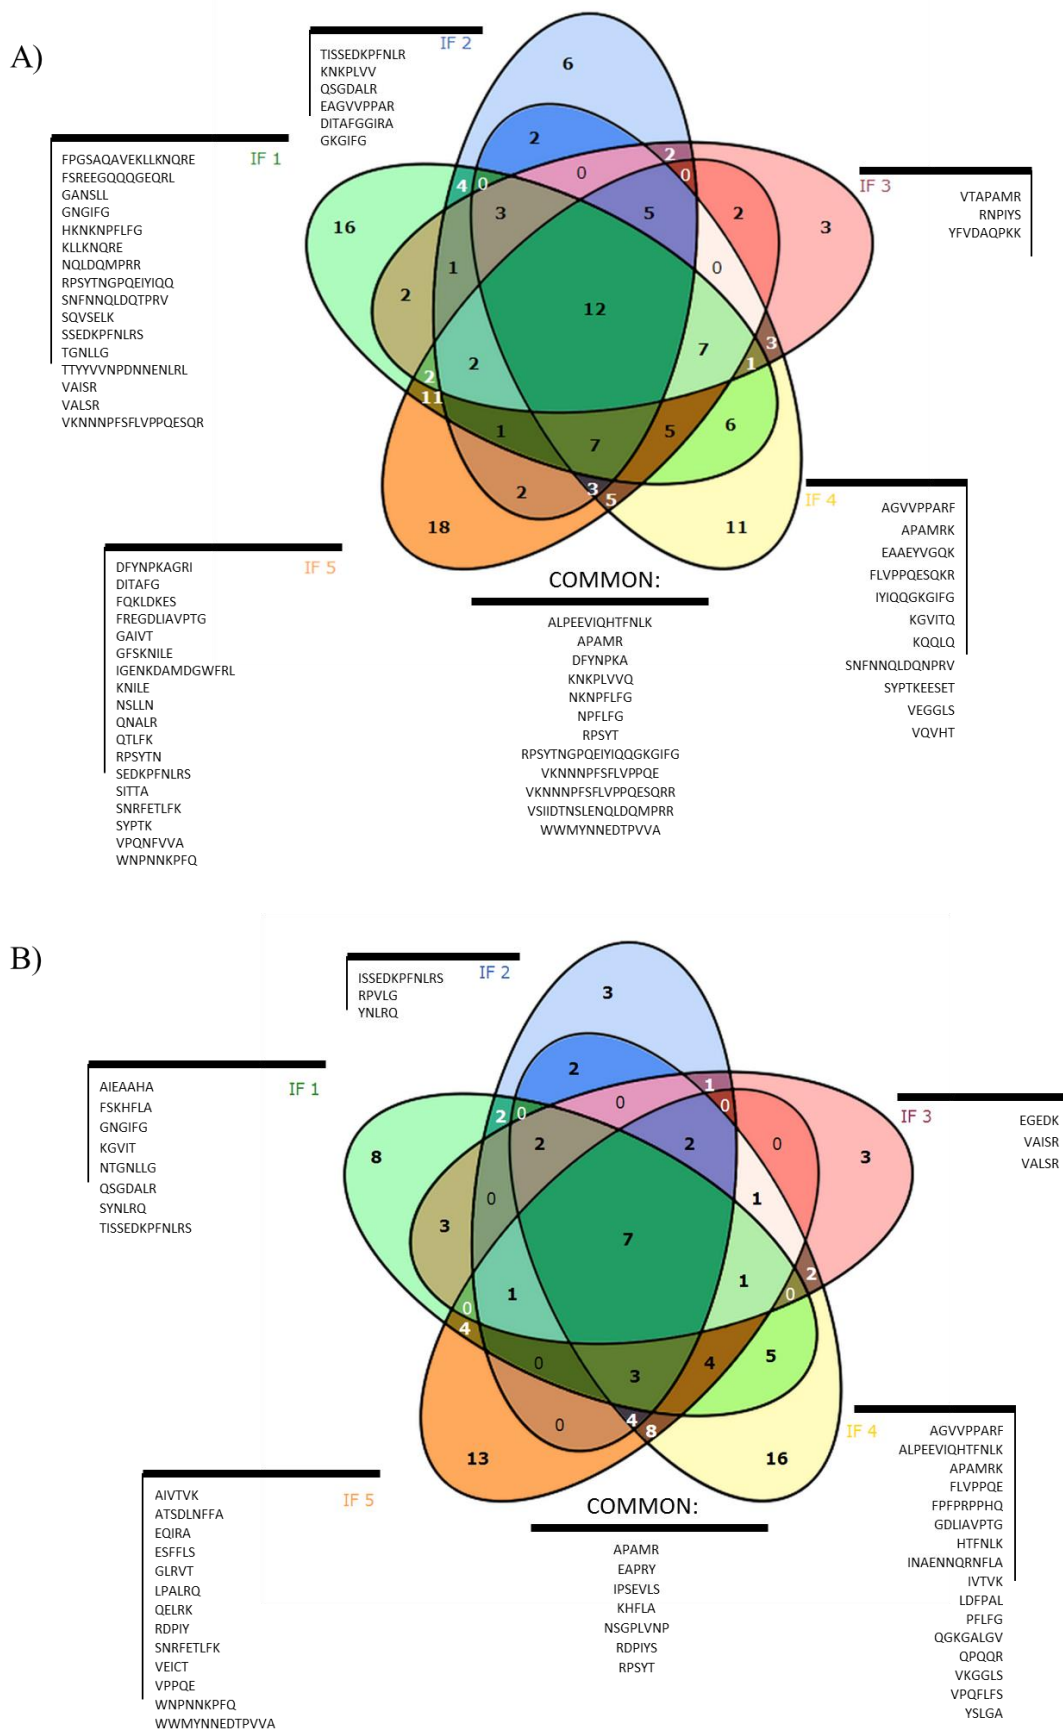 A)
IF 2
TISSEDKPFNLR
KNKPLVV
QSGDALR
EAGVVPPAR
DITAFGGIRA
GKGIFG
IF 1
FPGSAQAVEKLLKNQRE
FSREEGQQQGEQRL
GANSLL
GNGIFG
HKNKNPFLFG
KLLKNQRE
NQLDQMPRR
RPSYTNGPQEIYIQQ
SNFNNQLDQTPRV
SQVSELK
SSEDKPFNLRS
TGNLLG
TTYYVVNPDNNENLRL
VAISR
VALSR
VKNNNPFSFLVPPQESQR
IF 3
VTAPAMR
RNPIYS
YFVDAQPKK
6
2
2
0
0
4
0
3
5
2
3
16
0
1
2
12
2
7
3
1
2
11
1
7
5
6
2
3
5
18
11
IF 4
AGVVPPARF
APAMRK
EAAEYVGQK
FLVPPQESQKR
IYIQQGKGIFG
KGVITQ
KQQLQ
SNFNNQLDQNPRV
SYPTKEESET
VEGGLS
VQVHT
IF 5
DFYNPKAGRI
DITAFG
FQKLDKES
FREGDLIAVPTG
GAIVT
GFSKNILE
IGENKDAMDGWFRL
KNILE
NSLLN
QNALR
QTLFK
RPSYTN
SEDKPFNLRS
SITTA
SNRFETLFK
SYPTK
VPQNFVVA
WNPNNKPFQ
COMMON:
ALPEEVIQHTFNLK
APAMR
DFYNPKA
KNKPLVVQ
NKNPFLFG
NPFLFG
RPSYT
RPSYTNGPQEIYIQQGKGIFG
VKNNNPFSFLVPPQE
VKNNNPFSFLVPPQESQRR
VSIIDTNSLENQLDQMPRR
WWMYNNEDTPVVA
B)
IF 2
ISSEDKPFNLRS
RPVLG
YNLRQ
IF 1
AIEAAHA
FSKHFLA
GNGIFG
KGVIT
NTGNLLG
QSGDALR
SYNLRQ
TISSEDKPFNLRS
IF 3
EGEDK
VAISR
VALSR
3
2
1
0
0
2
0
2
2
0
3
8
0
1
3
7
1
1
2
0
0
4
0
3
4
5
0
4
8
13
16
IF 4
AGVVPPARF
ALPEEVIQHTFNLK
APAMRK
FLVPPQE
FPFPRPPHQ
GDLIAVPTG
HTFNLK
INAENNQRNFLA
IVTVK
LDFPAL
PFLFG
QGKGALGV
QPQQR
VKGGLS
VPQFLFS
YSLGA
IF 5
AIVTVK
ATSDLNFFA
EQIRA
ESFFLS
GLRVT
LPALRQ
QELRK
RDPIY
SNRFETLFK
VEICT
VPPQE
WNPNNKPFQ
WWMYNNEDTPVVA
COMMON:
APAMR
EAPRY
IPSEVLS
KHFLA
NSGPLVNP
RDPIYS
RPSYT